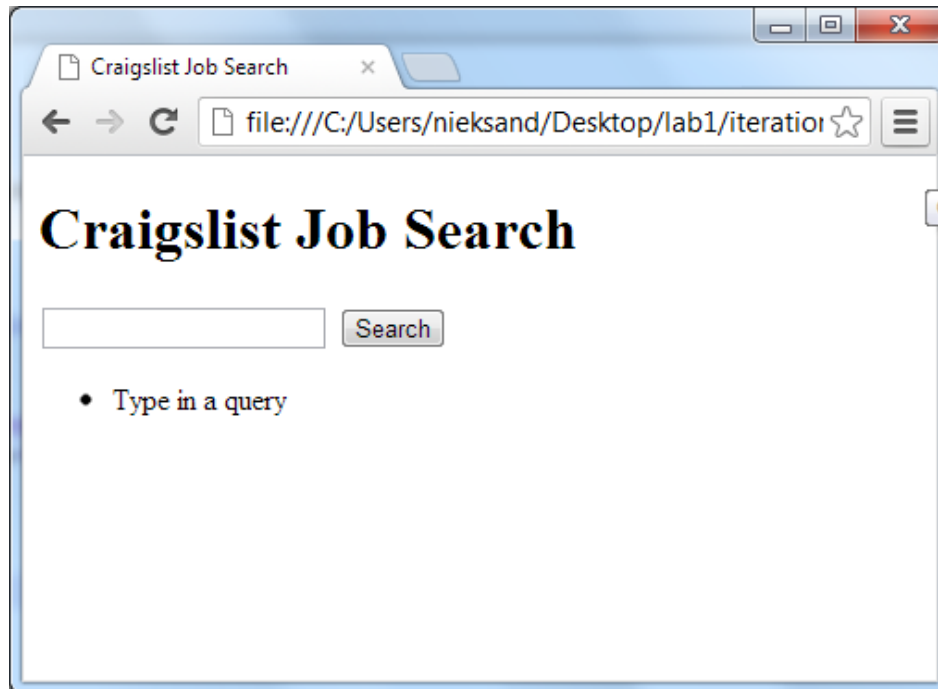 Craigslist Job Search
file:///C:/Users/nieksand/Desktop/lab1/iteration
Craigslist Job Search
Search
Type in a query